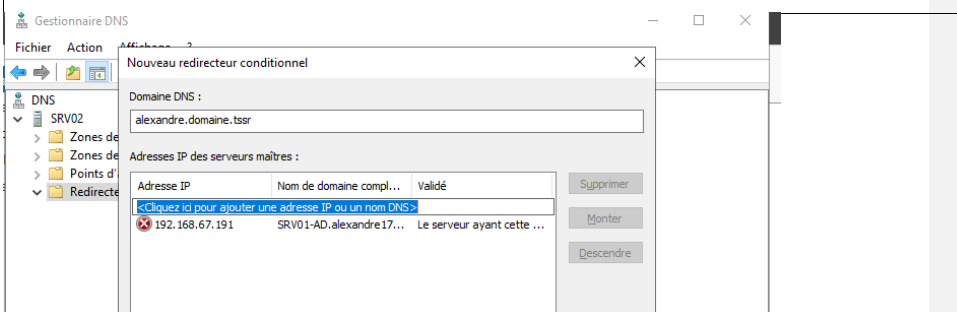 Gestionnaire DNS
Fichier Action Affichage ?
Nouveau redirecteur conditionnel
DNS
SRV02
Zones de
Zones de
Points d'
Redirecte
Domaine DNS :
alexandre.domaine.tssr
Adresses IP des serveurs maîtres :
Adresse IP Nom de domaine compl... Validé
<Cliquez ici pour ajouter une adresse IP ou un nom DNS>
192.168.67.191 SRV01-AD.alexandre17... Le serveur ayant cette ...
Supprimer
Monter
Descendre